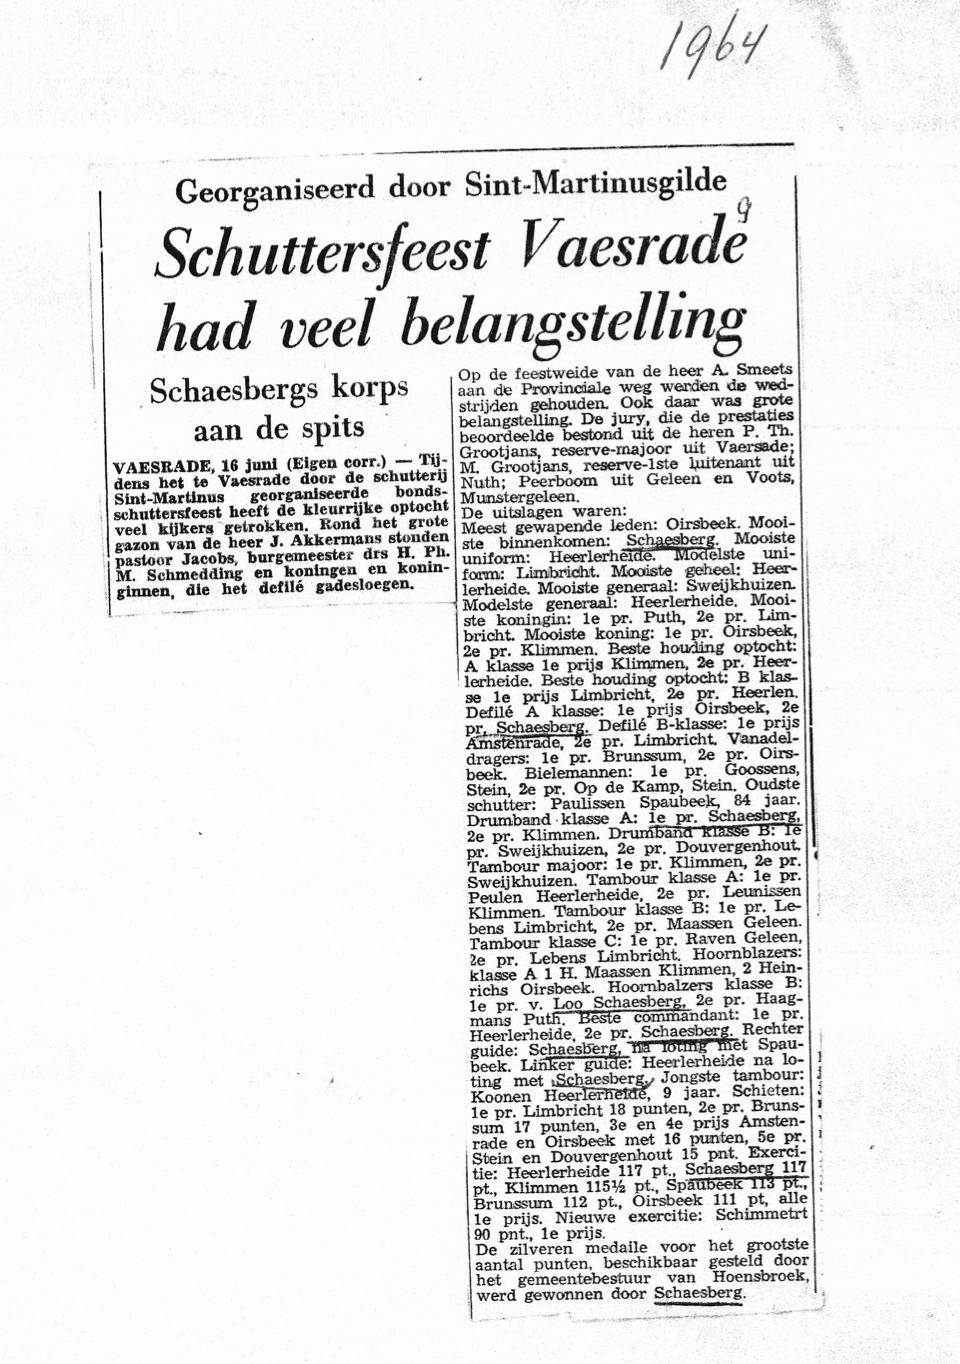 1964
Georganiseerd door Sint-Martinusgilde
9
Schuttersfeest Vaesrade
had veel belangstelling
Schaesbergs korps
aan de spits
VAESRADE, 16 juni (Eigen corr.) — Tij-
dens het te Vaesrade door de schutterij
Sint-Martinus georganiseerde bonds-
schuttersfeest heeft de kleurrijke optocht
veel kijkers getrokken. Rond het grote
gazon van de heer J. Akkermans stonden
pastoor Jacobs, burgemeester drs H. Ph.
M. Schmedding en koningen en konin-
ginnen, die het defilé gadesloegen.
Op de feestweide van de heer A. Smeets
aan de Provinciale weg werden de wed-
strijden gehouden. Ook daar was grote
belangstelling. De jury, die de prestaties
beoordeelde bestond uit de heren P. Th.
Grootjans, reserve-majoor uit Vaersade;
M. Grootjans, reserve-1ste luitenant uit
Nuth; Peerboom uit Geleen en Voots,
Munstergeleen.
De uitslagen waren:
Meest gewapende leden: Oirsbeek. Mooi-
ste binnenkomen: Schaesberg. Mooiste
uniform: Heerlerheide. Modelste uni-
form: Limbricht. Mooiste geheel: Heer-
lerheide. Mooiste generaal: Sweijkhuizen.
Modelste generaal: Heerlerheide. Mooi-
ste koningin: 1e pr. Puth, 2e pr. Lim-
bricht. Mooiste koning: 1e pr. Oirsbeek,
2e pr. Klimmen. Beste houding optocht:
A klasse 1e prijs Klimmen, 2e pr. Heer-
lerheide. Beste houding optocht: B klas-
se 1e prijs Limbricht, 2e pr. Heerlen.
Defilé A klasse: 1e prijs Oirsbeek, 2e
pr. Schaesberg. Defilé B-klasse: 1e prijs
Amstenrade, 2e pr. Limbricht. Vanadel-
dragers: 1e pr. Brunssum, 2e pr. Oirs-
beek. Bielemannen: 1e pr. Goossens,
Stein, 2e pr. Op de Kamp, Stein. Oudste
schutter: Paulissen Spaubeek, 84 jaar.
Drumband klasse A: 1e pr. Schaesberg,
2e pr. Klimmen. Drumband klasse B: 1e
pr. Sweijkhuizen, 2e pr. Douvergenhout.
Tambour majoor: 1e pr. Klimmen, 2e pr.
Sweijkhuizen. Tambour klasse A: 1e pr.
Peulen Heerlerheide, 2e pr. Leunissen
Klimmen. Tambour klasse B: 1e pr. Le-
bens Limbricht, 2e pr. Maassen Geleen.
Tambour klasse C: 1e pr. Raven Geleen,
2e pr. Lebens Limbricht. Hoornblazers:
klasse A 1 H. Maassen Klimmen, 2 Hein-
richs Oirsbeek. Hoornbalzers klasse B:
1e pr. v. Loo Schaesberg, 2e pr. Haag-
mans Puth. Beste commandant: 1e pr.
Heerlerheide, 2e pr. Schaesberg. Rechter
guide: Schaesberg, na loting met Spau-
beek. Linker guide: Heerlerheide na lo-
ting met Schaesberg. Jongste tambour:
Koonen Heerlerheide, 9 jaar. Schieten:
1e pr. Limbricht 18 punten, 2e pr. Bruns-
sum 17 punten, 3e en 4e prijs Amsten-
rade en Oirsbeek met 16 punten, 5e pr.
Stein en Douvergenhout 15 pnt. Exerci-
tie: Heerlerheide 117 pt., Schaesberg 117
pt., Klimmen 115½ pt., Spaubeek 113 pt.,
Brunssum 112 pt., Oirsbeek 111 pt, alle
1e prijs. Nieuwe exercitie: Schimmetrt
90 pnt., 1e prijs.
De zilveren medaile voor het grootste
aantal punten, beschikbaar gesteld door
het gemeentebestuur van Hoensbroek,
werd gewonnen door Schaesberg.